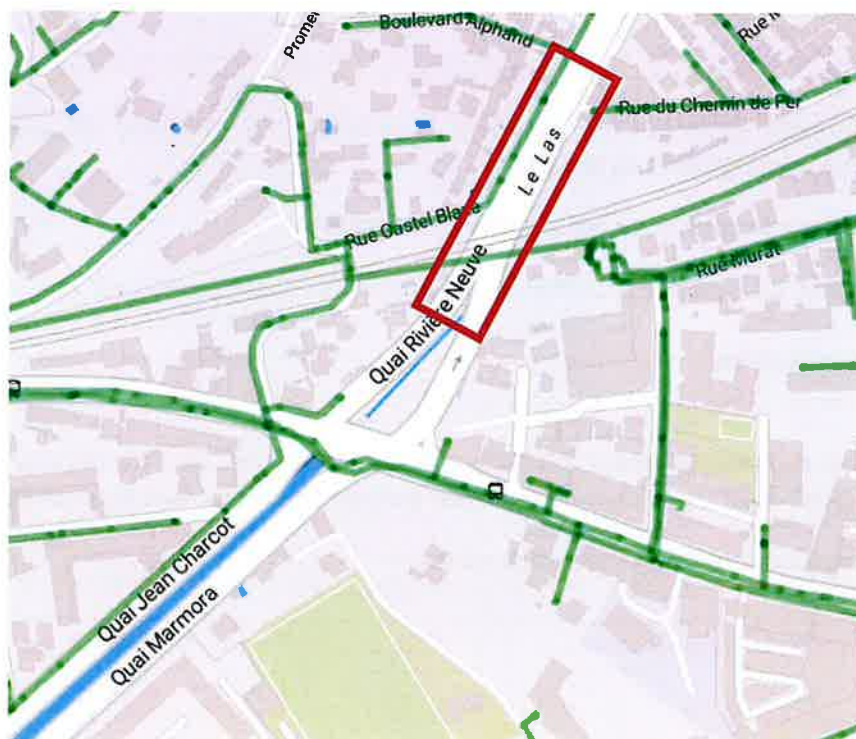 Boulevard Alphand
Rue du Chemin de Fer
Le Las
Rue Castel Blanc
Rue Murat
Quai Rivière Neuve
Quai Jean Charcot
Quai Marmora